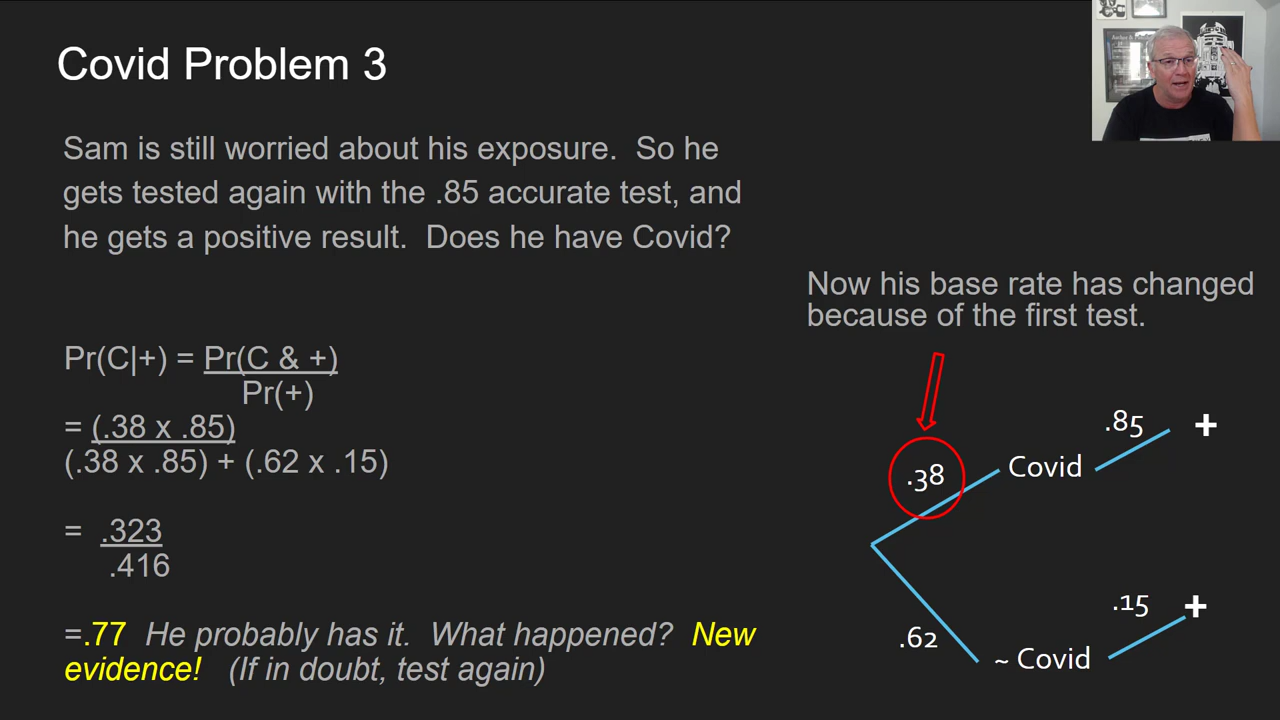 Covid Problem 3
Sam is still worried about his exposure.  So he
gets tested again with the .85 accurate test, and
he gets a positive result.  Does he have Covid?
Now his base rate has changed
because of the first test.
Pr(C|+) = Pr(C & +)
Pr(+)
= (.38 x .85)
(.38 x .85) + (.62 x .15)
= .323
.416
=.77  He probably has it.  What happened?  New
evidence!  (If in doubt, test again)
.85
+
.38
Covid
.15
+
.62
~ Covid